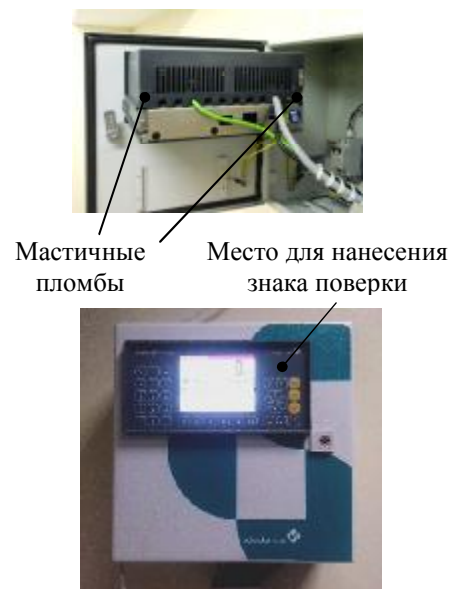 Мастичные
пломбы
Место для нанесения
знака поверки